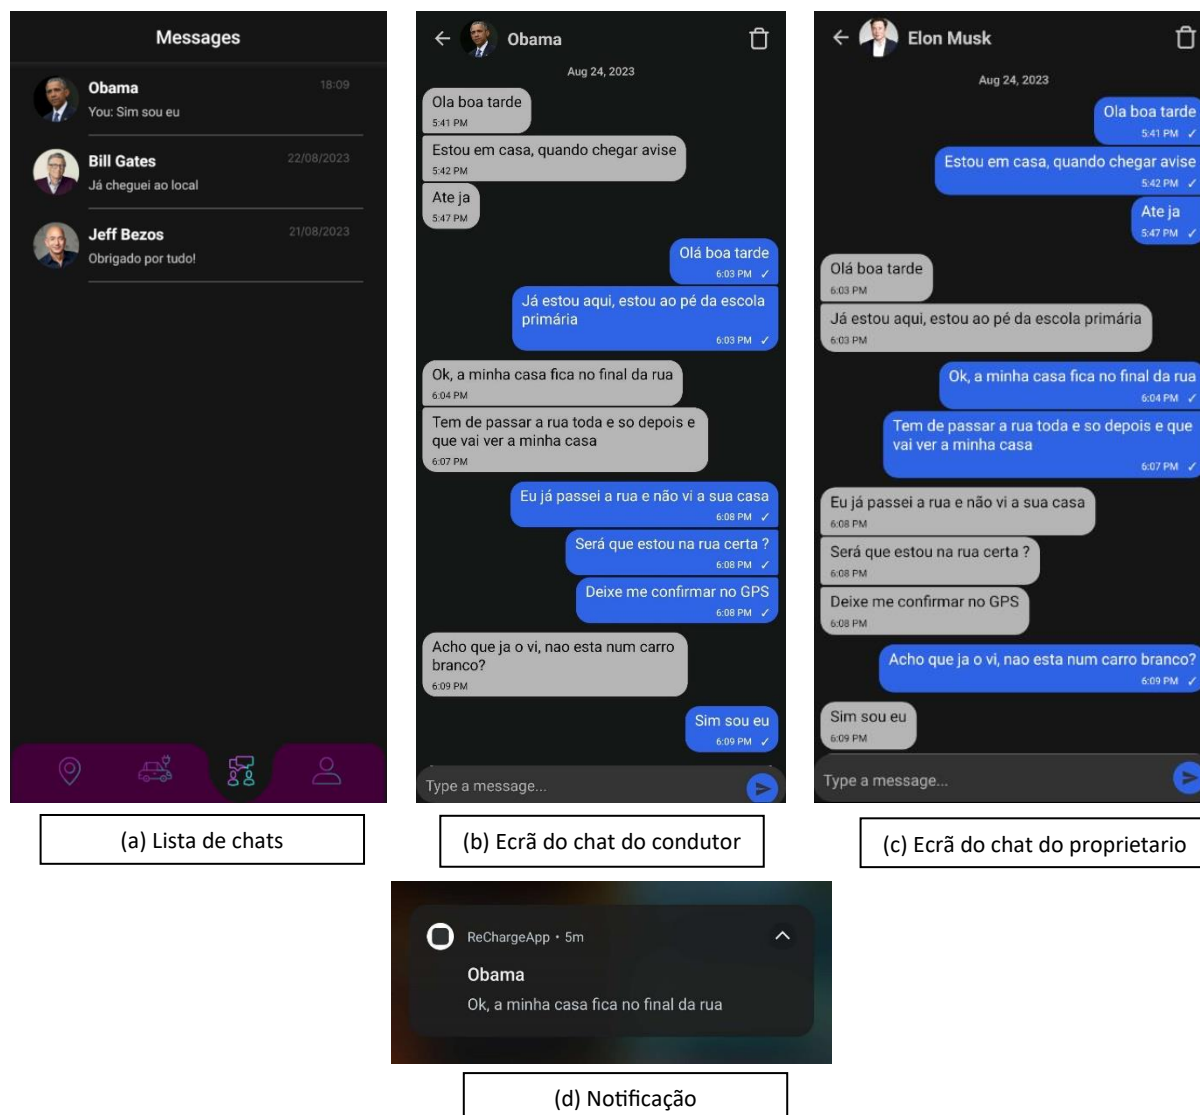 Messages
Obama
18:09
You: Sim sou eu
Bill Gates
22/08/2023
Já cheguei ao local
Jeff Bezos
21/08/2023
Obrigado por tudo!
(a) Lista de chats
Obama
Aug 24, 2023
Ola boa tarde
5:41 PM
Estou em casa, quando chegar avise
5:42 PM
Ate ja
5:47 PM
Olá boa tarde
6:03 PM ✓
Já estou aqui, estou ao pé da escola
primária
6:03 PM ✓
Ok, a minha casa fica no final da rua
6:04 PM
Tem de passar a rua toda e so depois e
que vai ver a minha casa
6:07 PM
Eu já passei a rua e não vi a sua casa
6:08 PM ✓
Será que estou na rua certa ?
6:08 PM ✓
Deixe me confirmar no GPS
6:08 PM ✓
Acho que ja o vi, nao esta num carro
branco?
6:09 PM
Sim sou eu
6:09 PM ✓
Type a message...
(b) Ecrã do chat do condutor
Elon Musk
Aug 24, 2023
Ola boa tarde
5:41 PM ✓
Estou em casa, quando chegar avise
5:42 PM ✓
Ate ja
5:47 PM ✓
Olá boa tarde
6:03 PM
Já estou aqui, estou ao pé da escola primária
6:03 PM
Ok, a minha casa fica no final da rua
6:04 PM ✓
Tem de passar a rua toda e so depois e que
vai ver a minha casa
6:07 PM ✓
Eu já passei a rua e não vi a sua casa
6:08 PM
Será que estou na rua certa ?
6:08 PM
Deixe me confirmar no GPS
6:08 PM
Acho que ja o vi, nao esta num carro branco?
6:09 PM ✓
Sim sou eu
6:09 PM
Type a message...
(c) Ecrã do chat do proprietario
ReChargeApp • 5m
Obama
Ok, a minha casa fica no final da rua
(d) Notificação